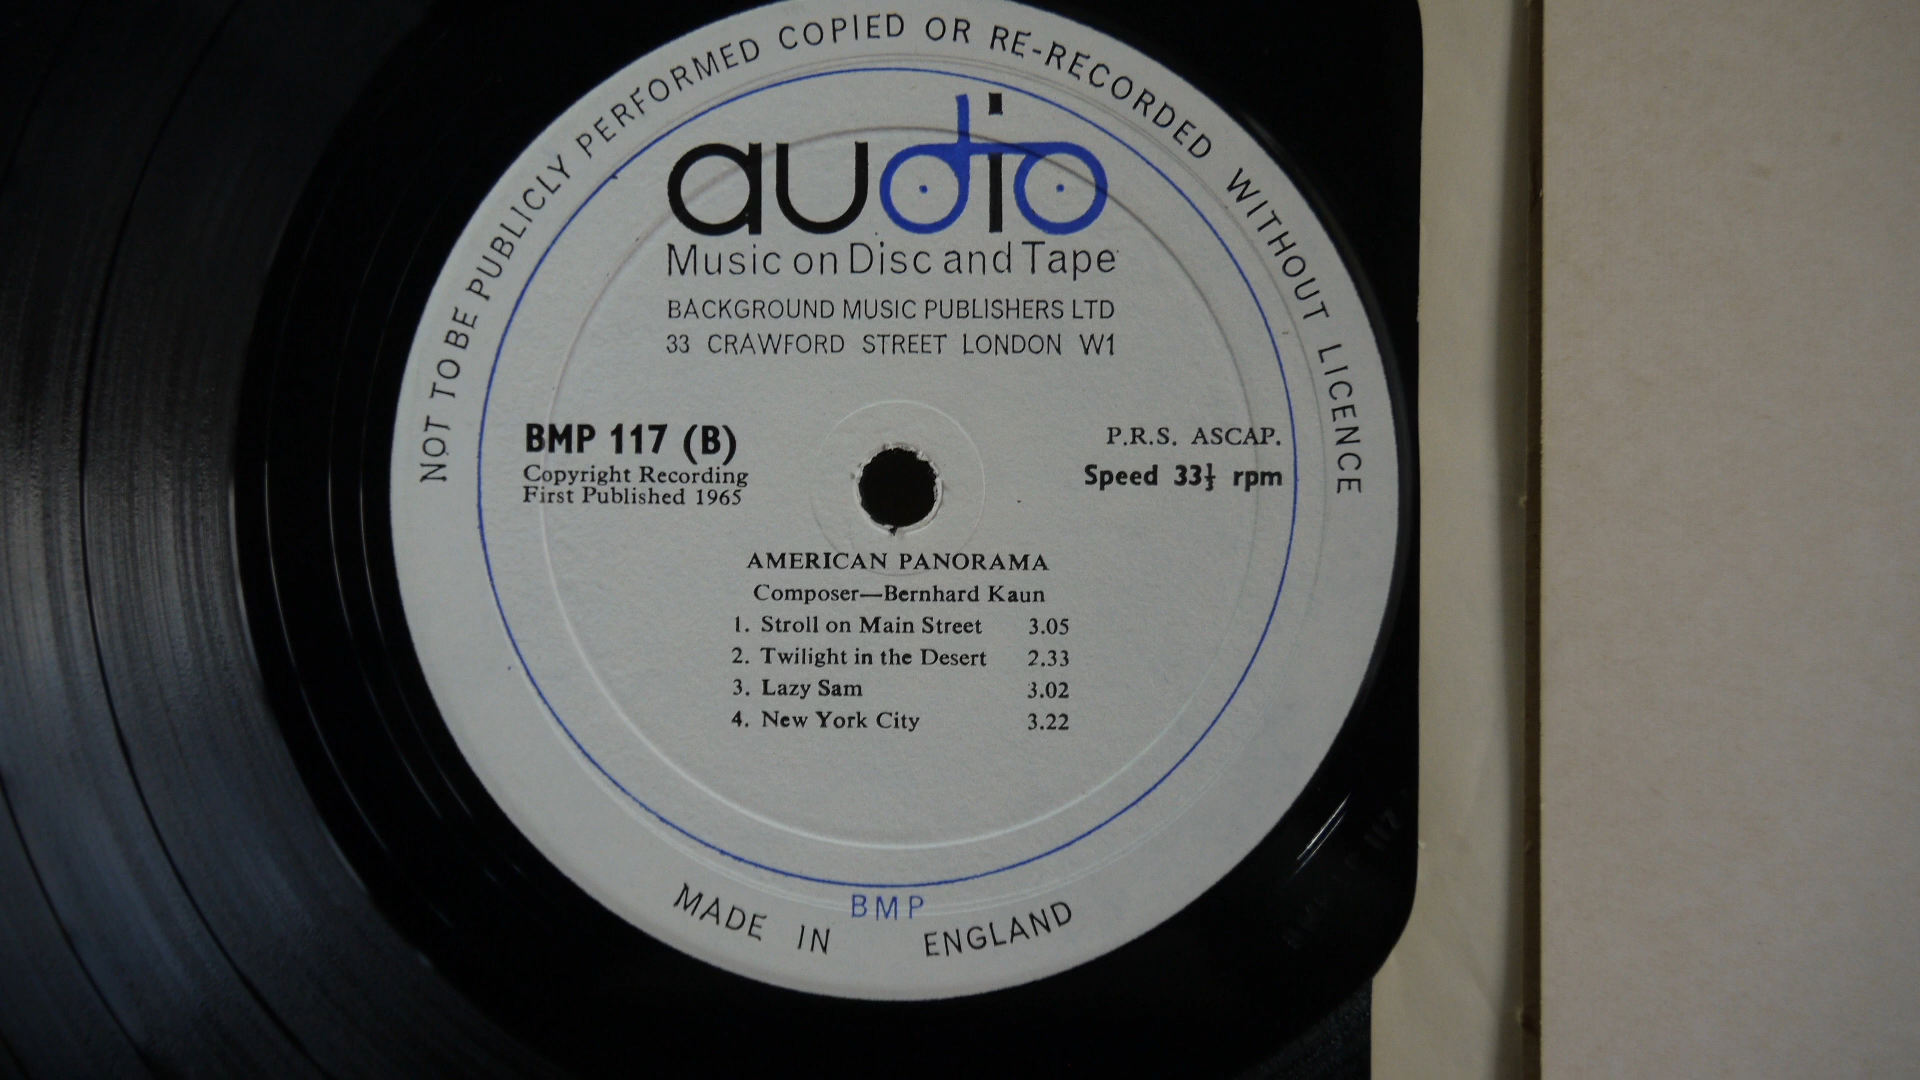 NOT TO BE PUBLICLY PERFORMED COPIED OR RE-RECORDED WITHOUT LICENCE
audio
Music on Disc and Tape
BACKGROUND MUSIC PUBLISHERS LTD
33 CRAWFORD STREET LONDON W1
BMP 117 (B)
Copyright Recording
First Published 1965
P.R.S. ASCAP.
Speed 33⅓ rpm
AMERICAN PANORAMA
Composer—Bernhard Kaun
1. Stroll on Main Street 3.05
2. Twilight in the Desert 2.33
3. Lazy Sam 3.02
4. New York City 3.22
BMP
MADE IN ENGLAND
117